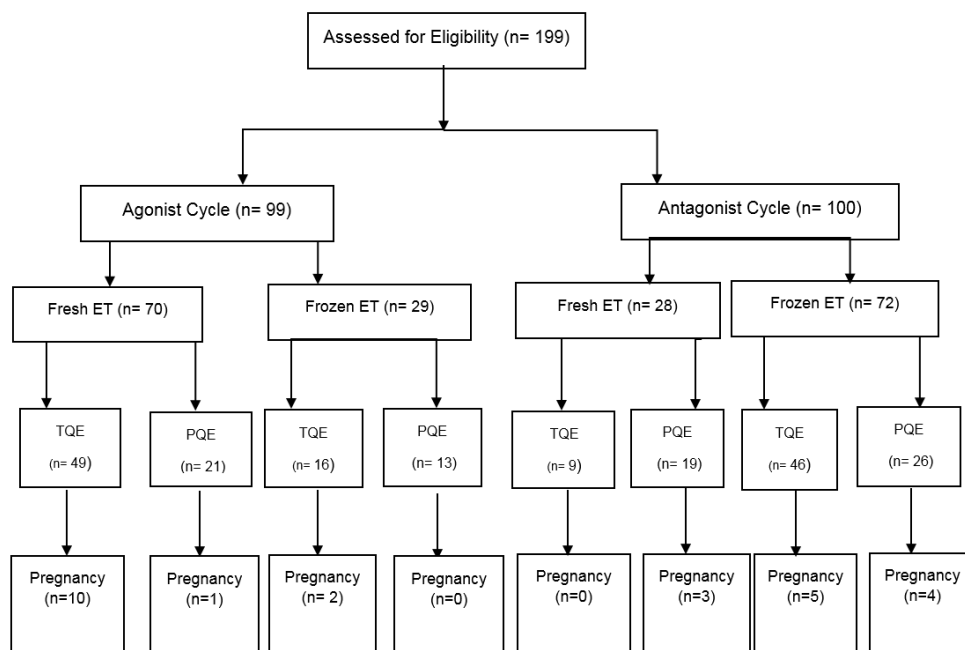 Assessed for Eligibility (n= 199)
Agonist Cycle (n= 99)
Antagonist Cycle (n= 100)
Fresh ET (n= 70)
Frozen ET (n= 29)
Fresh ET (n= 28)
Frozen ET (n= 72)
TQE
(n= 49)
PQE
(n= 21)
TQE
(n= 16)
PQE
(n= 13)
TQE
(n= 9)
PQE
(n= 19)
TQE
(n= 46)
PQE
(n= 26)
Pregnancy
(n=10)
Pregnancy
(n=1)
Pregnancy
(n= 2)
Pregnancy
(n=0)
Pregnancy
(n=0)
Pregnancy
(n=3)
Pregnancy
(n=5)
Pregnancy
(n=4)